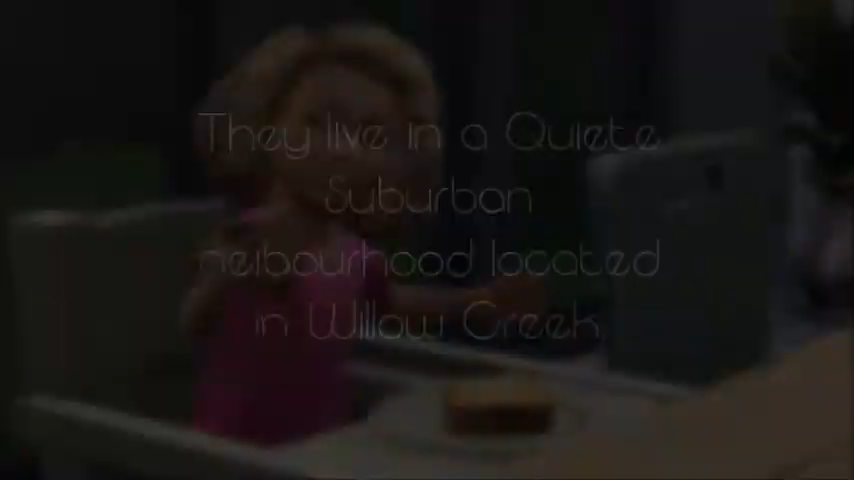 They live in a Quiete
Suburban
neibourhood located
in Willow Creek